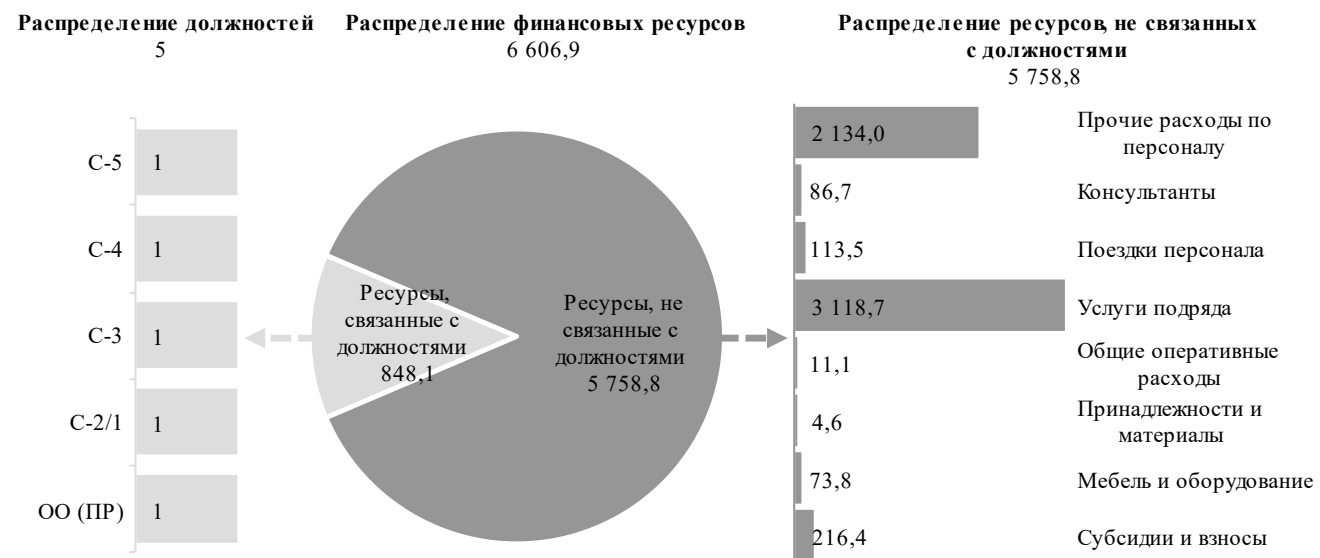 Распределение должностей
5
С-5
1
С-4
1
С-3
1
С-2/1
1
ОО (ПР)
1
Распределение финансовых ресурсов
6 606,9
Ресурсы,
связанные с
должностями
848,1
Ресурсы, не
связанные с
должностями
5 758,8
Распределение ресурсов, не связанных
с должностями
5 758,8
2 134,0
Прочие расходы по
персоналу
86,7
Консультанты
113,5
Поездки персонала
3 118,7
Услуги подряда
11,1
Общие оперативные
расходы
4,6
Принадлежности и
материалы
73,8
Мебель и оборудование
216,4
Субсидии и взносы